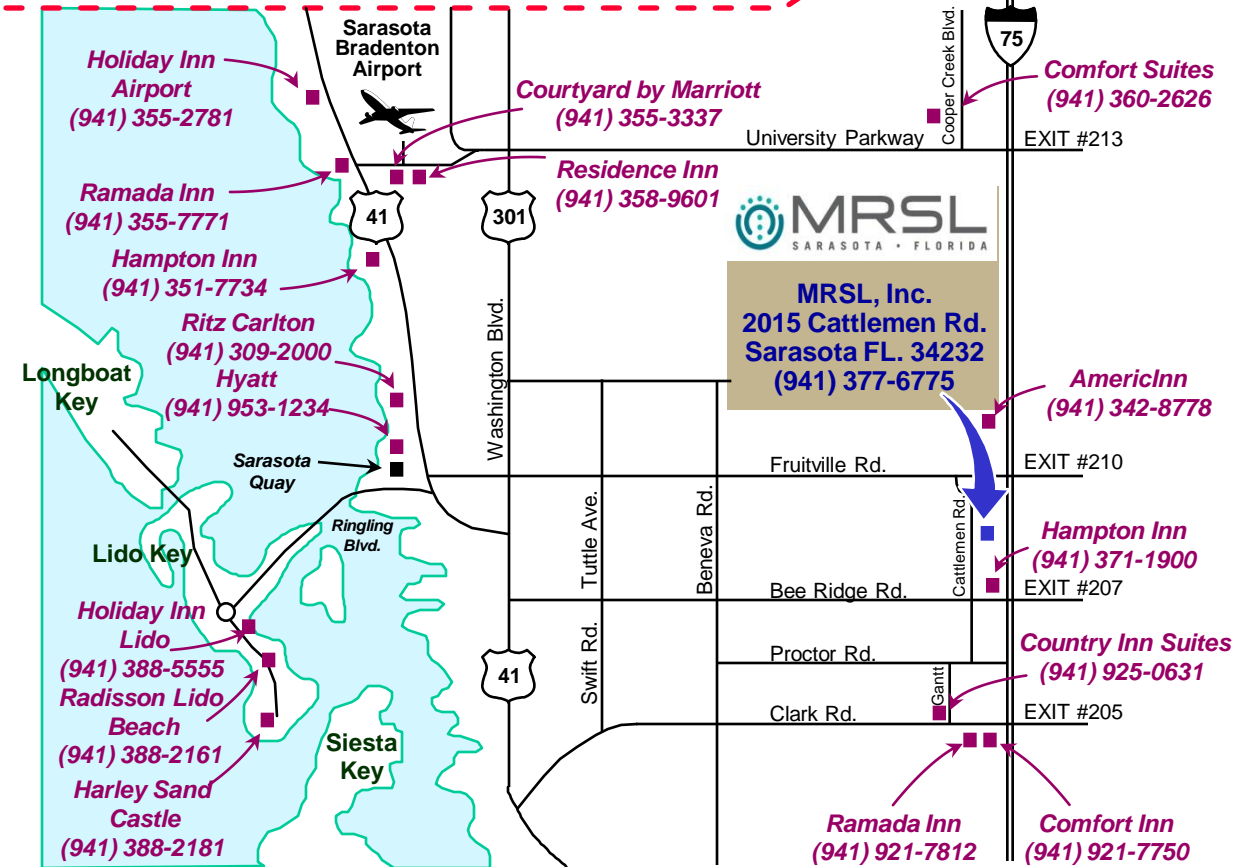 Sarasota
Bradenton
Airport
Holiday Inn
Airport
(941) 355-2781
Courtyard by Marriott
(941) 355-3337
Cooper Creek Blvd.
75
Comfort Suites
(941) 360-2626
University Parkway
EXIT #213
Ramada Inn
(941) 355-7771
Residence Inn
(941) 358-9601
41
301
MRSL
SARASOTA • FLORIDA
Hampton Inn
(941) 351-7734
MRSL, Inc.
2015 Cattlemen Rd.
Sarasota FL. 34232
(941) 377-6775
Ritz Carlton
(941) 309-2000
Hyatt
(941) 953-1234
Washington Blvd.
Longboat
Key
AmericInn
(941) 342-8778
Sarasota
Quay
Fruitville Rd.
EXIT #210
Ringling
Blvd.
Tuttle Ave.
Beneva Rd.
Cattlemen Rd.
Lido Key
Hampton Inn
(941) 371-1900
Bee Ridge Rd.
EXIT #207
Holiday Inn
Lido
(941) 388-5555
Swift Rd.
41
Proctor Rd.
Country Inn Suites
(941) 925-0631
Gantt
Radisson Lido
Beach
(941) 388-2161
Clark Rd.
EXIT #205
Siesta
Key
Harley Sand
Castle
(941) 388-2181
Ramada Inn
(941) 921-7812
Comfort Inn
(941) 921-7750